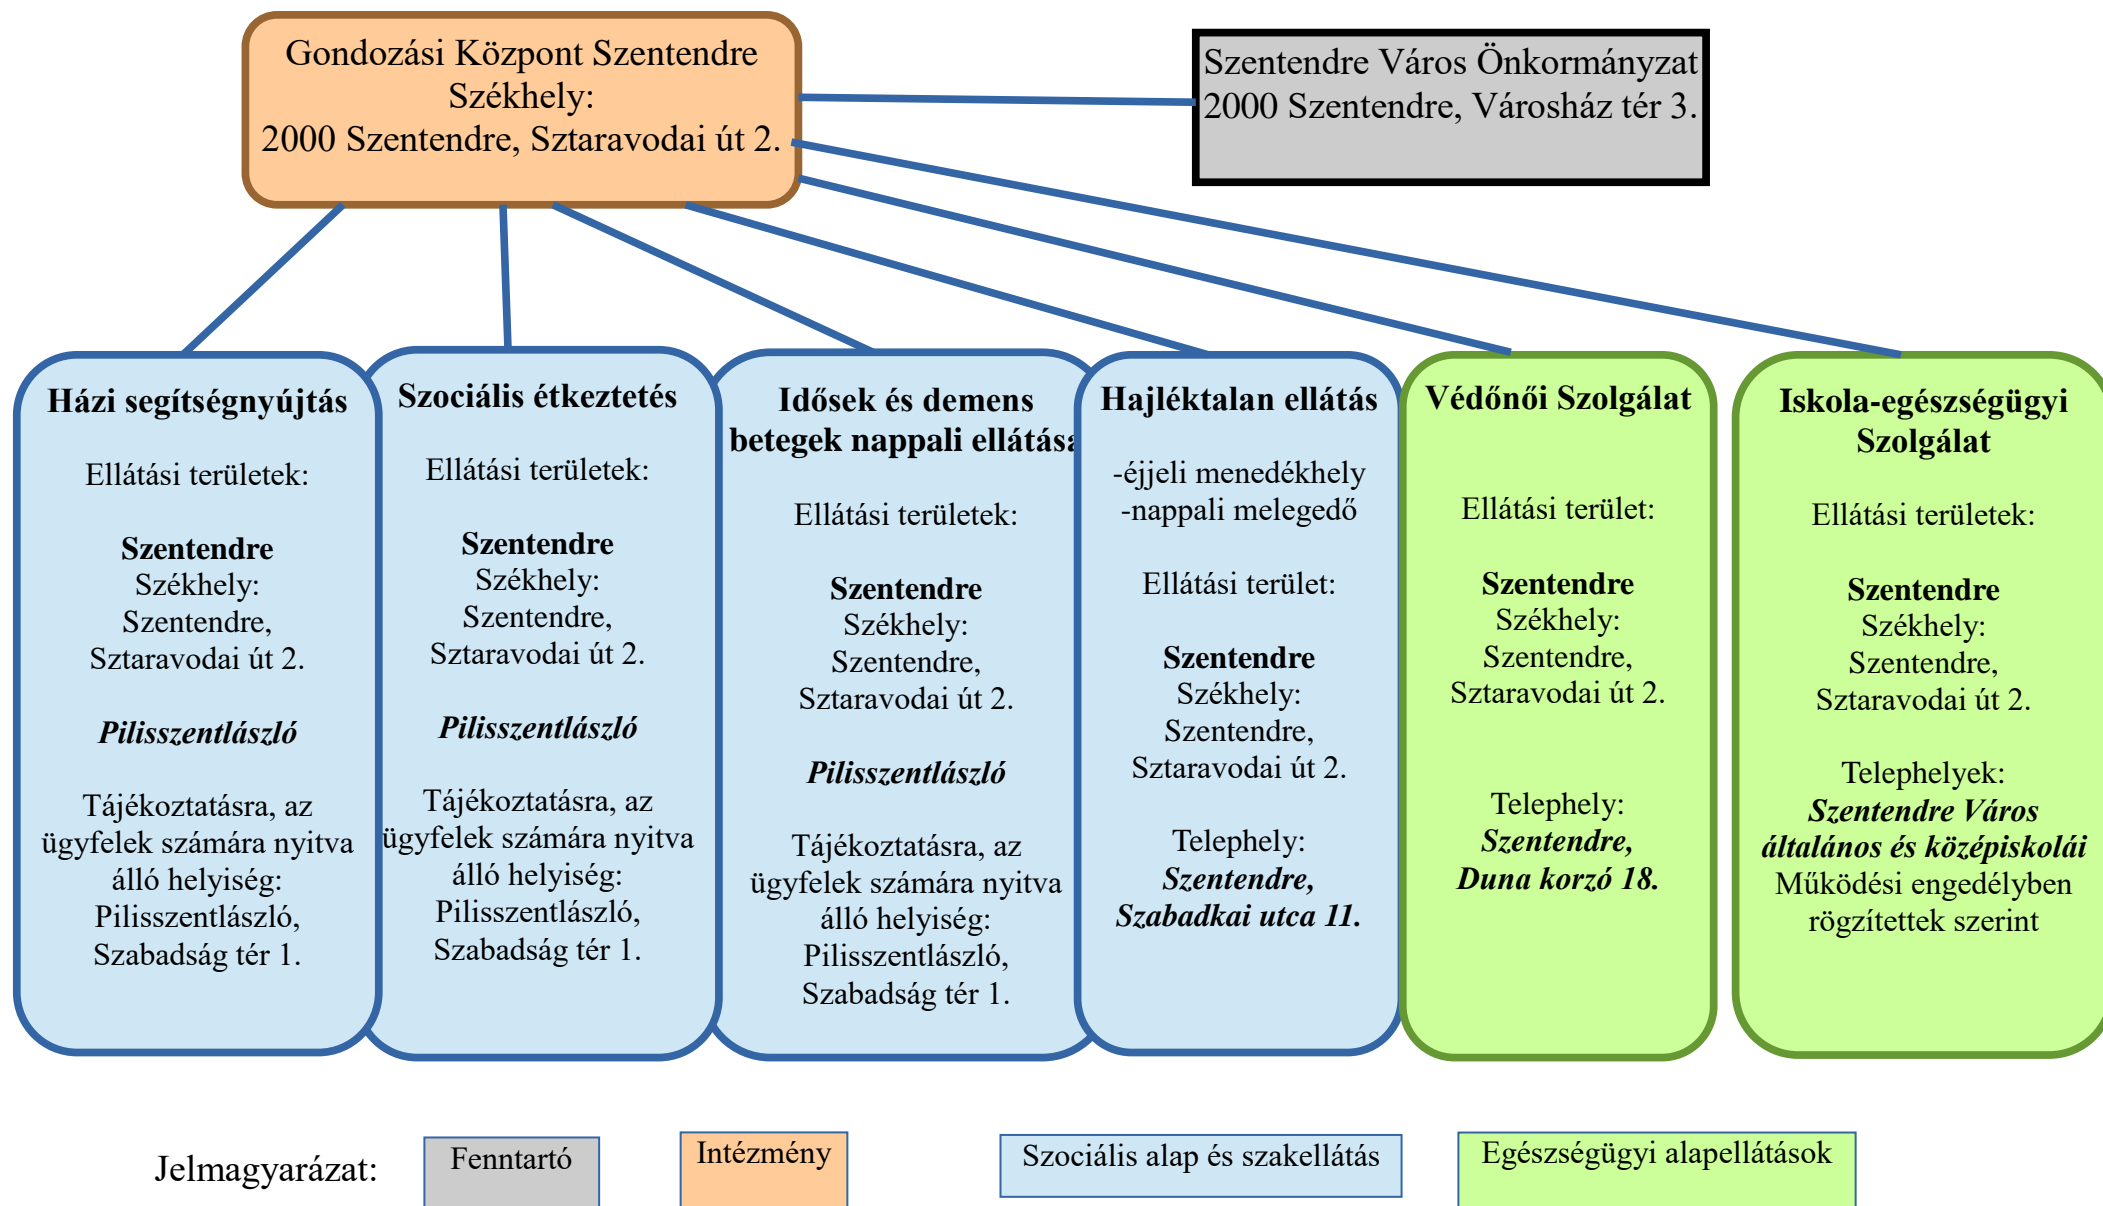 Gondozási Központ Szentendre
Székhely:
2000 Szentendre, Sztaravodai út 2.
Szentendre Város Önkormányzat
2000 Szentendre, Városház tér 3.
Házi segítségnyújtás
Ellátási területek:
Szentendre
Székhely:
Szentendre,
Sztaravodai út 2.
Pilisszentlászló
Tájékoztatásra, az
ügyfelek számára nyitva
álló helyiség:
Pilisszentlászló,
Szabadság tér 1.
Szociális étkeztetés
Ellátási területek:
Szentendre
Székhely:
Szentendre,
Sztaravodai út 2.
Pilisszentlászló
Tájékoztatásra, az
ügyfelek számára nyitva
álló helyiség:
Pilisszentlászló,
Szabadság tér 1.
Idősek és demens
betegek nappali ellátása
Ellátási területek:
Szentendre
Székhely:
Szentendre,
Sztaravodai út 2.
Pilisszentlászló
Tájékoztatásra, az
ügyfelek számára nyitva
álló helyiség:
Pilisszentlászló,
Szabadság tér 1.
Hajléktalan ellátás
-éjjeli menedékhely
-nappali melegedő
Ellátási terület:
Szentendre
Székhely:
Szentendre,
Sztaravodai út 2.
Telephely:
Szentendre,
Szabadkai utca 11.
Védőnői Szolgálat
Ellátási terület:
Szentendre
Székhely:
Szentendre,
Sztaravodai út 2.
Telephely:
Szentendre,
Duna korzó 18.
Iskola-egészségügyi
Szolgálat
Ellátási területek:
Szentendre
Székhely:
Szentendre,
Sztaravodai út 2.
Telephelyek:
Szentendre Város
általános és középiskolái
Működési engedélyben
rögzítettek szerint
Jelmagyarázat:
Fenntartó
Intézmény
Szociális alap és szakellátás
Egészségügyi alapellátások